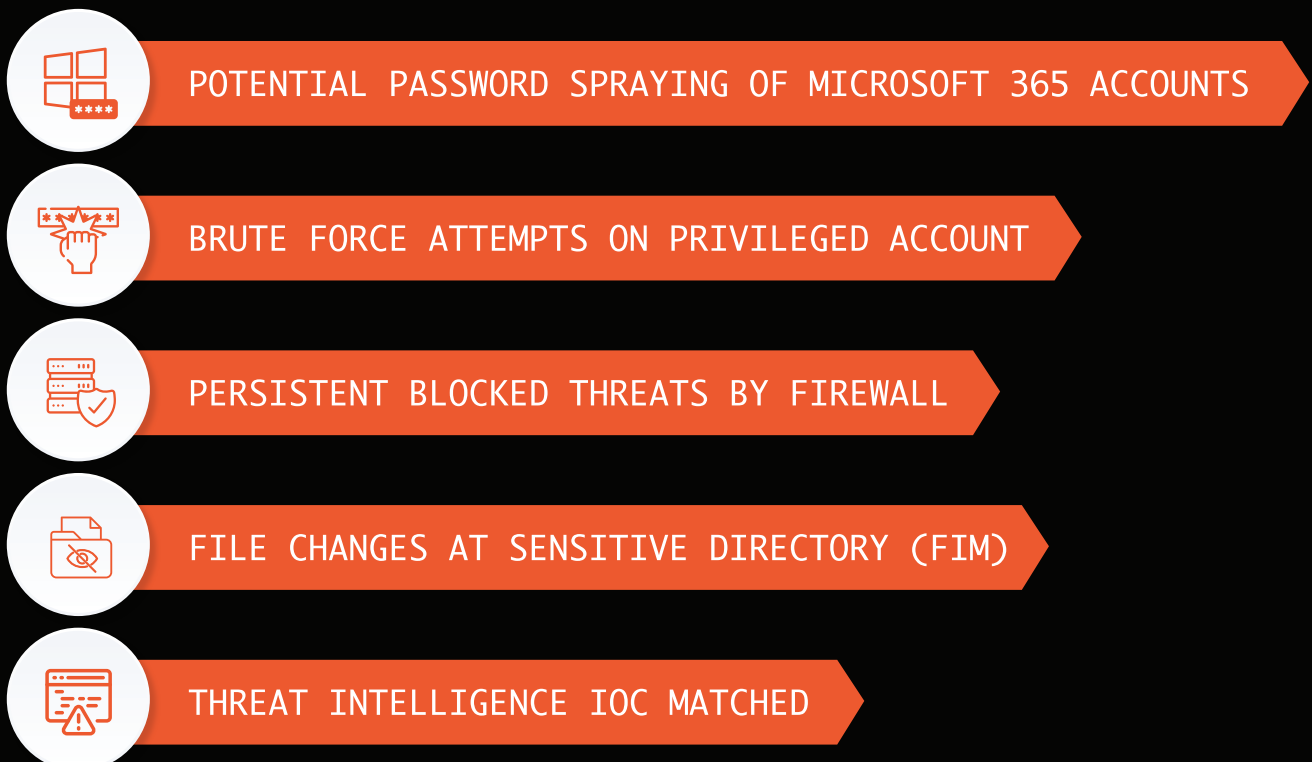 POTENTIAL PASSWORD SPRAYING OF MICROSOFT 365 ACCOUNTS
BRUTE FORCE ATTEMPTS ON PRIVILEGED ACCOUNT
PERSISTENT BLOCKED THREATS BY FIREWALL
FILE CHANGES AT SENSITIVE DIRECTORY (FIM)
THREAT INTELLIGENCE IOC MATCHED